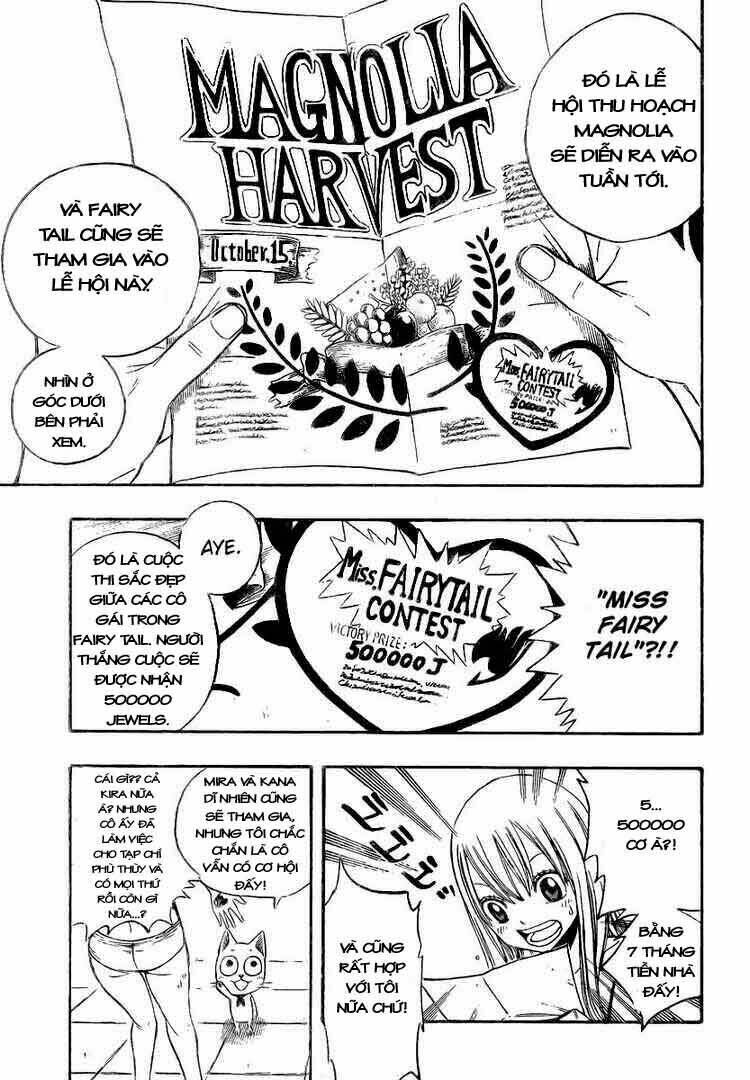 ĐÓ LÀ LỄ
HỘI THU HOẠCH
MAGNOLIA
SẼ DIỄN RA VÀO
TUẦN TỚI.
MAGNOLIA
HARVEST
October.15
VÀ FAIRY
TAIL CŨNG SẼ
THAM GIA VÀO
LỄ HỘI NÀY.
NHÌN Ở
GÓC DƯỚI
BÊN PHẢI
XEM.
Miss FAIRYTAIL
CONTEST
VICTORY PRIZE:
500000 J
"MISS
FAIRY
TAIL"?!!
Miss. FAIRYTAIL
CONTEST
VICTORY PRIZE:
500000 J
AYE.
ĐÓ LÀ CUỘC
THI SẮC ĐẸP
GIỮA CÁC CÔ
GÁI TRONG
FAIRY TAIL. NGƯỜI
THẮNG CUỘC SẼ
ĐƯỢC NHẬN
500000
JEWELS.
5...
500000
CƠ À?!
BẰNG
7 THÁNG
TIỀN NHÀ
ĐẤY!
VÀ CŨNG
RẤT HỢP
VỚI TÔI
NỮA CHỨ!
MIRA VÀ KANA
DĨ NHIÊN CŨNG
SẼ THAM GIA,
NHƯNG TÔI CHẮC
CHẮN LÀ CÔ
VẪN CÓ CƠ HỘI
ĐẤY!
CÁI GÌ?? CẢ
KIRA NỮA
Á? NHƯNG
CÔ ẤY ĐÃ
LÀM VIỆC
CHO TẠP CHÍ
PHÙ THỦY VÀ
CÓ MỌI THỨ
RỒI CÒN GÌ
NỮA...?